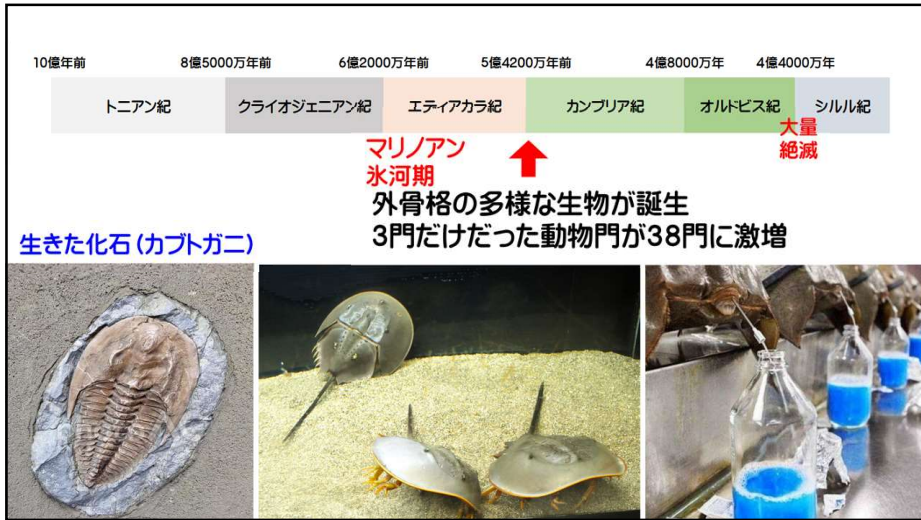 10億年前 8億5000万年前 6億2000万年前 5億4200万年前 4億8000万年 4億4000万年
トニアン紀 クライオジェニアン紀 エディアカラ紀 カンブリア紀 オルドビス紀 シルル紀
マリノアン
氷河期
大量
絶滅
外骨格の多様な生物が誕生
3門だけだった動物門が38門に激増
生きた化石(カブトガニ)